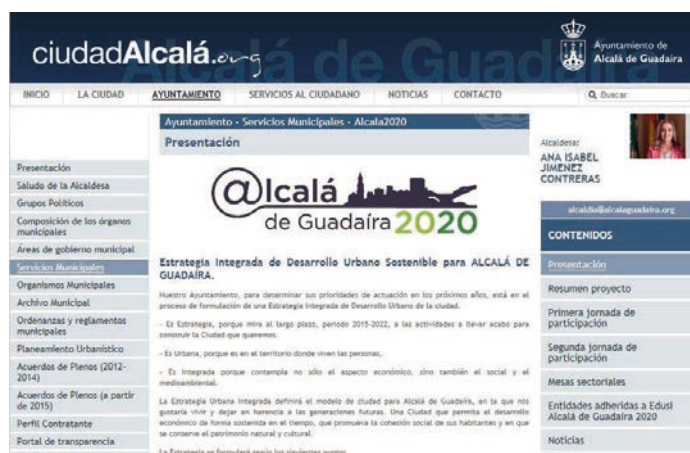 ciudadAlcalá.org
Alcalá de Guadaíra
Ayuntamiento de
Alcalá de Guadaíra
INICIO
LA CIUDAD
AYUNTAMIENTO
SERVICIOS AL CIUDADANO
NOTICIAS
CONTACTO
Buscar
Presentación
Saludo de la Alcaldesa
Grupos Políticos
Composición de los órganos
municipales
Areas de gobierno municipal
Servicios Municipales
Organismos Municipales
Archivo Municipal
Ordenanzas y reglamentos
municipales
Planeamiento Urbanístico
Acuerdos de Plenos (2012-
2014)
Acuerdos de Plenos (a partir
de 2015)
Perfil Contratante
Portal de transparencia
Ayuntamiento · Servicios Municipales · Alcala2020
Presentación
@lcalá
de Guadaíra 2020
Estrategia Integrada de Desarrollo Urbano Sostenible para ALCALÁ DE
GUADAÍRA.
Nuestro Ayuntamiento, para determinar sus prioridades de actuación en los próximos años, está en el
proceso de formulación de una Estrategia Integrada de Desarrollo Urbano de la ciudad.
- Es Estrategia, porque mira al largo plazo, periodo 2015-2022, a las actividades a llevar acabo para
construir la Ciudad que queremos.
- Es Urbana, porque es en el territorio donde viven las personas,
- Es Integrada porque contempla no sólo el aspecto económico, sino también el social y el
medioambiental.
La Estrategia Urbana Integrada definirá el modelo de ciudad para Alcalá de Guadaíra, en la que nos
gustaría vivir y dejar en herencia a las generaciones futuras. Una Ciudad que permita el desarrollo
económico de forma sostenida en el tiempo, que promueva la cohesión social de sus habitantes y en que
se conserve el patrimonio natural y cultural.
La Estrategia se formulará según los siguientes puntos
Alcaldesa:
ANA ISABEL
JIMENEZ
CONTRERAS
alcaldia@alcalaguadaira.org
CONTENIDOS
Presentación
Resumen proyecto
Primera jornada de
participación
Segunda jornada de
participación
Mesas sectoriales
Entidades adheridas a Edusi
Alcalá de Guadaíra 2020
Noticias